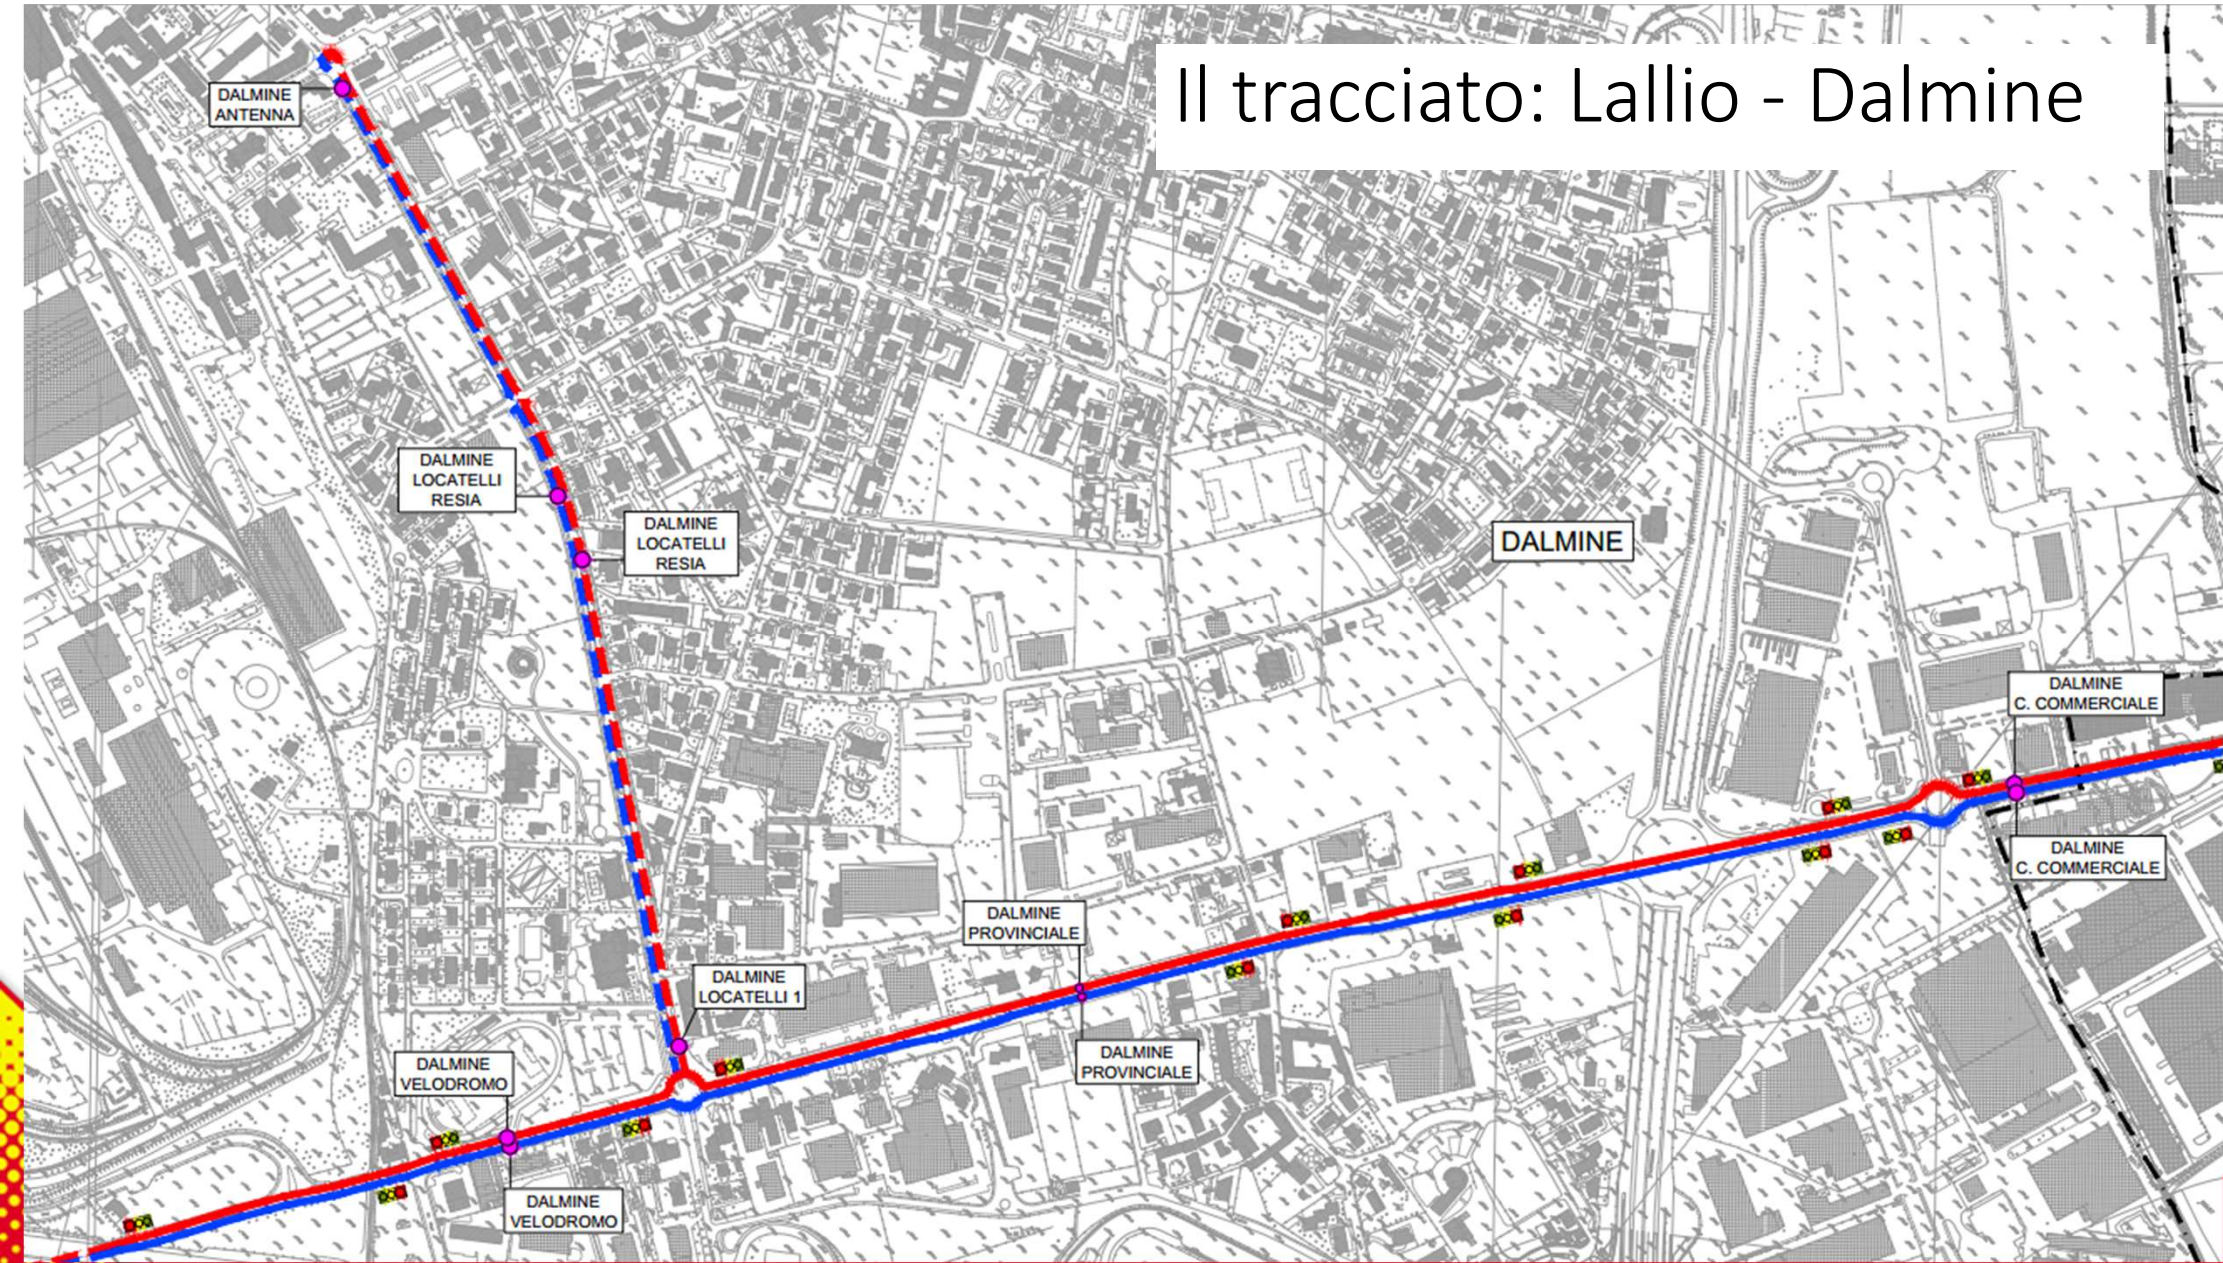 Il tracciato: Lallio - Dalmine
DALMINE
ANTENNA
DALMINE
LOCATELLI
RESIA
DALMINE
LOCATELLI
RESIA
DALMINE
DALMINE
C. COMMERCIALE
DALMINE
C. COMMERCIALE
DALMINE
PROVINCIALE
DALMINE
LOCATELLI 1
DALMINE
PROVINCIALE
DALMINE
VELODROMO
DALMINE
VELODROMO